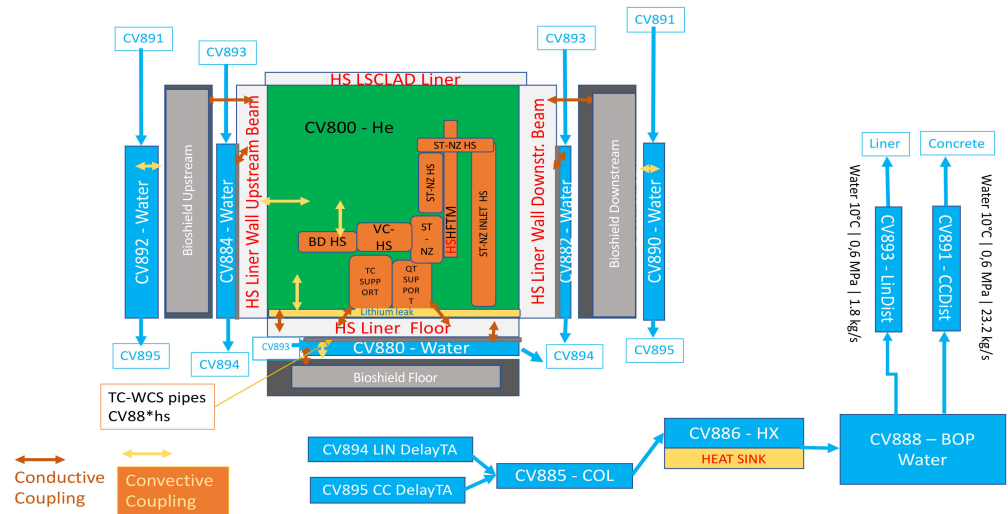 CV891
CV893
CV893
CV891
HS LSCLAD Liner
CV800 - He
CV892 - Water
Bioshield Upstream
CV884 - Water
HS Liner Wall Upstream Beam
ST-NZ HS
ST-NZ HS
HSHFTM
ST-NZ INLET HS
BD HS
VC-
HS
ST
-
NZ
TC
SUPP
ORT
QT
SUP
POR
T
Lithium leak
HS Liner Wall Downstr. Beam
CV882 - Water
Bioshield Downstream
CV890 - Water
Liner
Concrete
CV893 - LinDist
Water 10°C | 0,6 MPa | 1.8 kg/s
CV891 - CCDist
Water 10°C | 0,6 MPa | 23.2 kg/s
HS Liner Floor
CV893
CV880 - Water
CV895
CV894
CV894
CV895
Bioshield Floor
TC-WCS pipes
CV88*hs
Conductive
Coupling
Convective
Coupling
CV894 LIN DelayTA
CV895 CC DelayTA
CV885 - COL
CV886 - HX
HEAT SINK
CV888 – BOP
Water